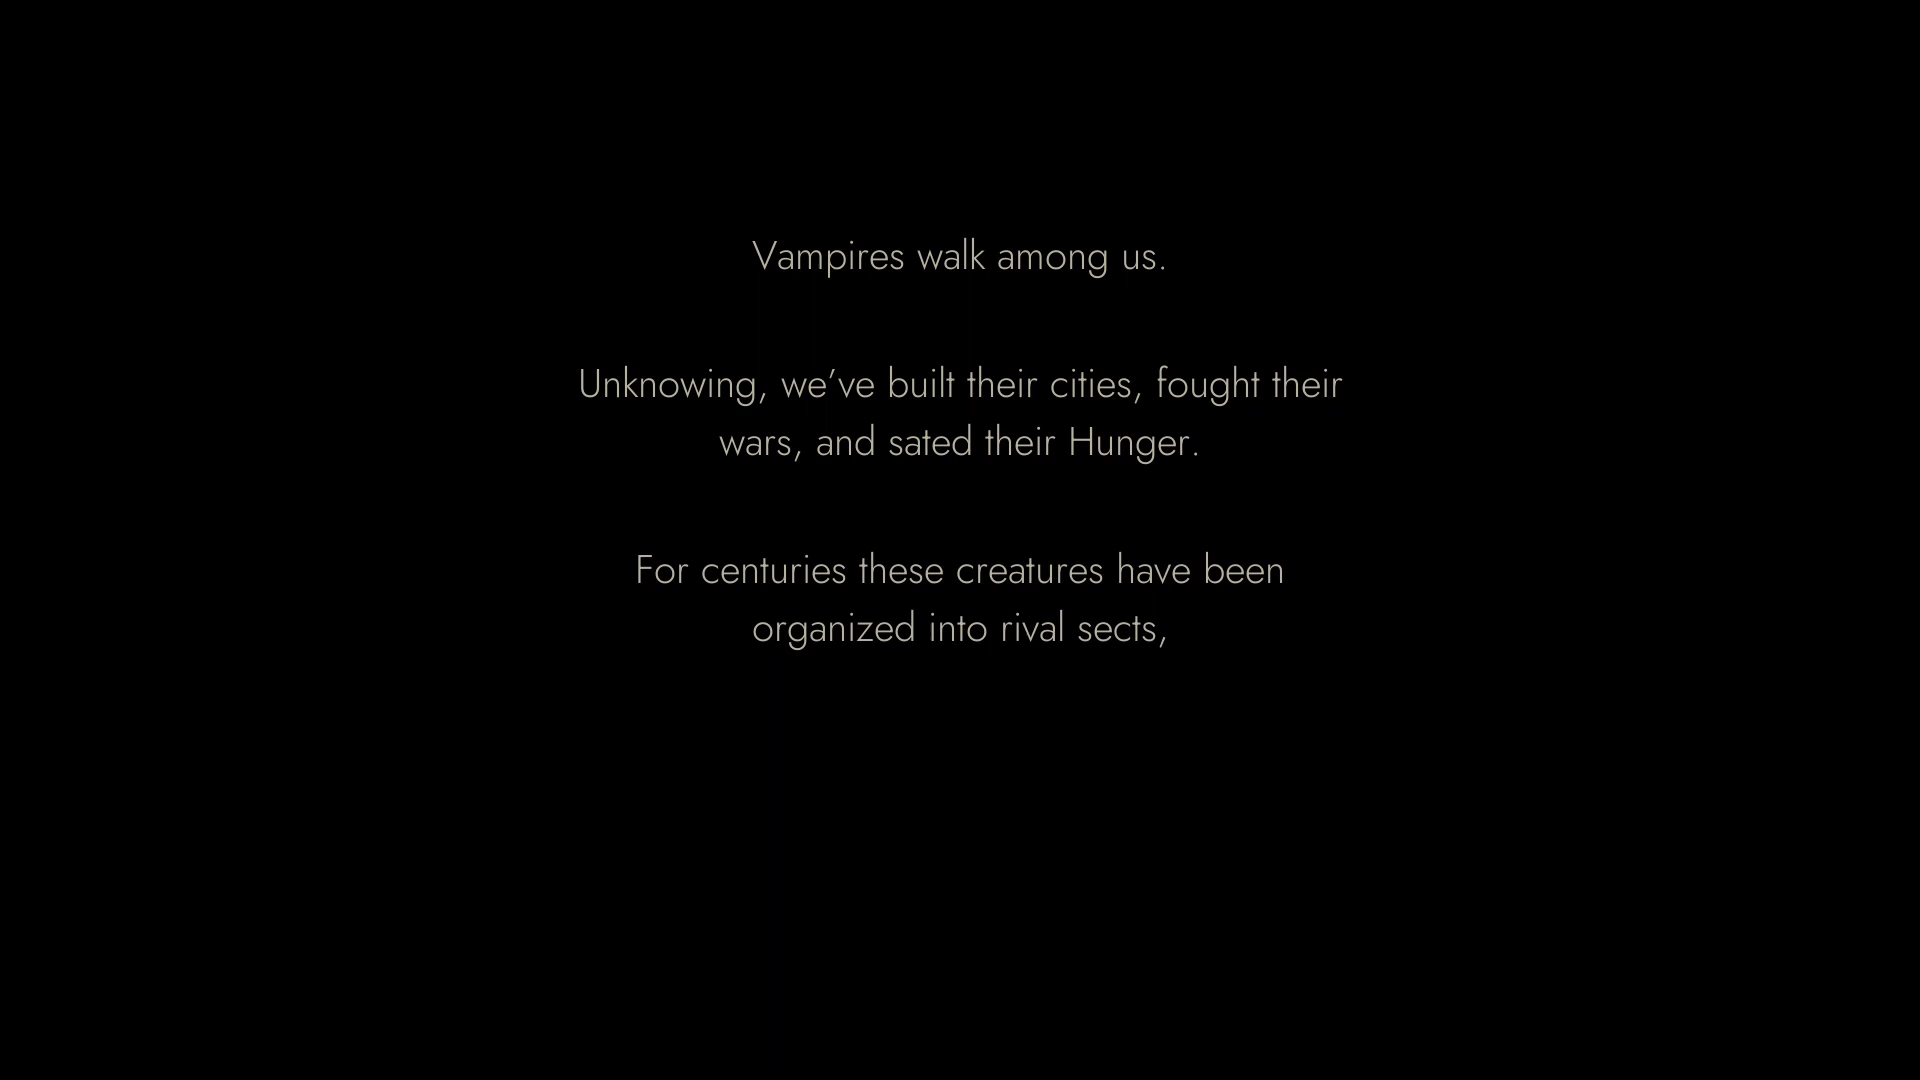 Vampires walk among us.
Unknowing, we’ve built their cities, fought their
wars, and sated their Hunger.
For centuries these creatures have been
organized into rival sects,